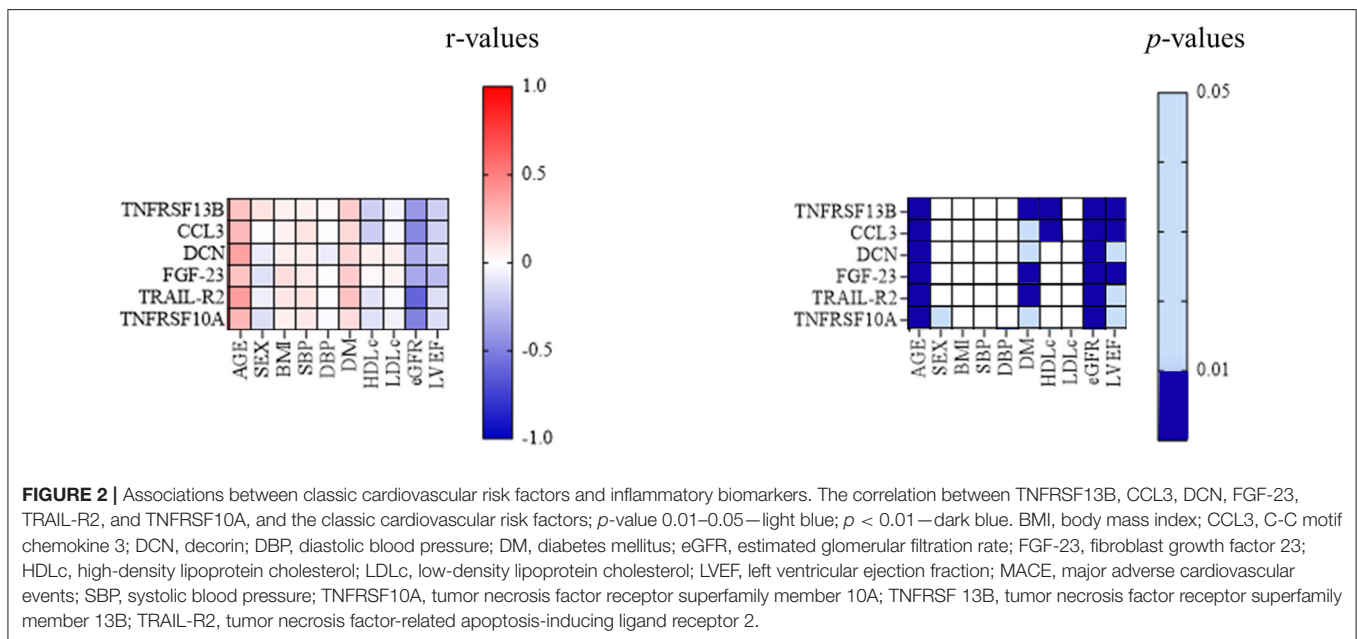 r-values
1.0
0.5
0
-0.5
-1.0
TNFRSF13B
CCL3
DCN
FGF-23
TRAIL-R2
TNFRSF10A
AGE
SEX
BMI
SBP
DBP
DM
HDLc
LDLc
eGFR
LVEF
p-values
0.05
0.01
TNFRSF13B
CCL3
DCN
FGF-23
TRAIL-R2
TNFRSF10A
AGE
SEX
BMI
SBP
DBP
DM
HDLc
LDLc
eGFR
LVEF
FIGURE 2 | Associations between classic cardiovascular risk factors and inflammatory biomarkers. The correlation between TNFRSF13B, CCL3, DCN, FGF-23,
TRAIL-R2, and TNFRSF10A, and the classic cardiovascular risk factors; p-value 0.01–0.05—light blue; p < 0.01—dark blue. BMI, body mass index; CCL3, C-C motif
chemokine 3; DCN, decorin; DBP, diastolic blood pressure; DM, diabetes mellitus; eGFR, estimated glomerular filtration rate; FGF-23, fibroblast growth factor 23;
HDLc, high-density lipoprotein cholesterol; LDLc, low-density lipoprotein cholesterol; LVEF, left ventricular ejection fraction; MACE, major adverse cardiovascular
events; SBP, systolic blood pressure; TNFRSF10A, tumor necrosis factor receptor superfamily member 10A; TNFRSF 13B, tumor necrosis factor receptor superfamily
member 13B; TRAIL-R2, tumor necrosis factor-related apoptosis-inducing ligand receptor 2.